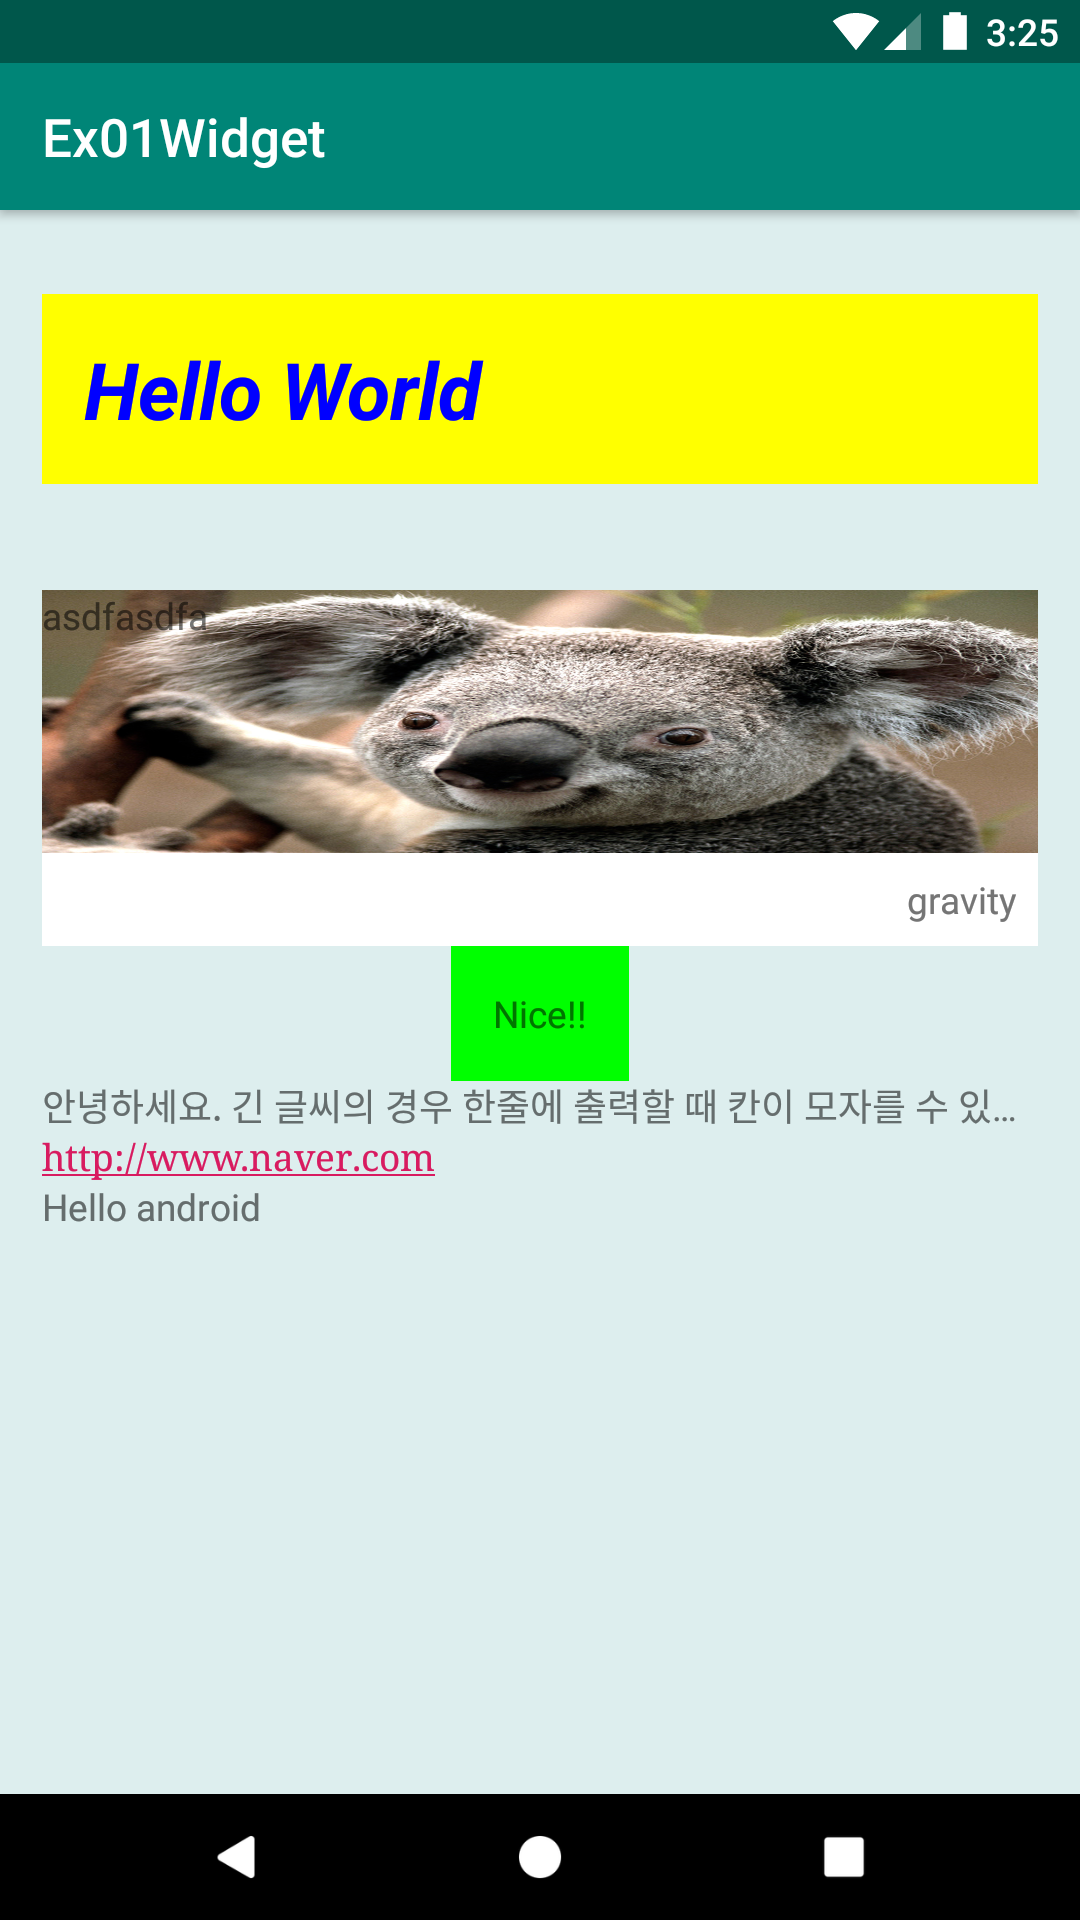 3:25
Ex01Widget
Hello World
asdfasdfa
gravity
Nice!!
안녕하세요. 긴 글씨의 경우 한줄에 출력할 때 칸이 모자를 수 있...
http://www.naver.com
Hello android